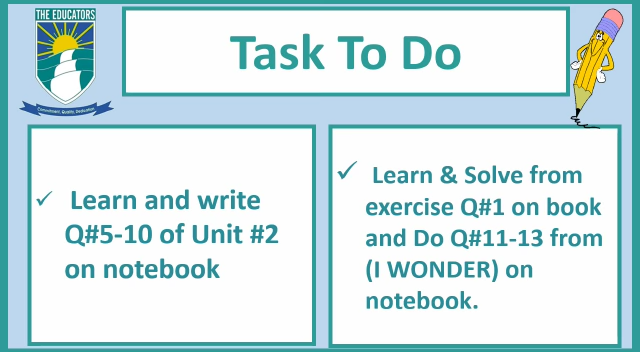 THE EDUCATORS
Task To Do
✓ Learn and write
Q#5-10 of Unit #2
on notebook
✓ Learn & Solve from
exercise Q#1 on book
and Do Q#11-13 from
(I WONDER) on
notebook.